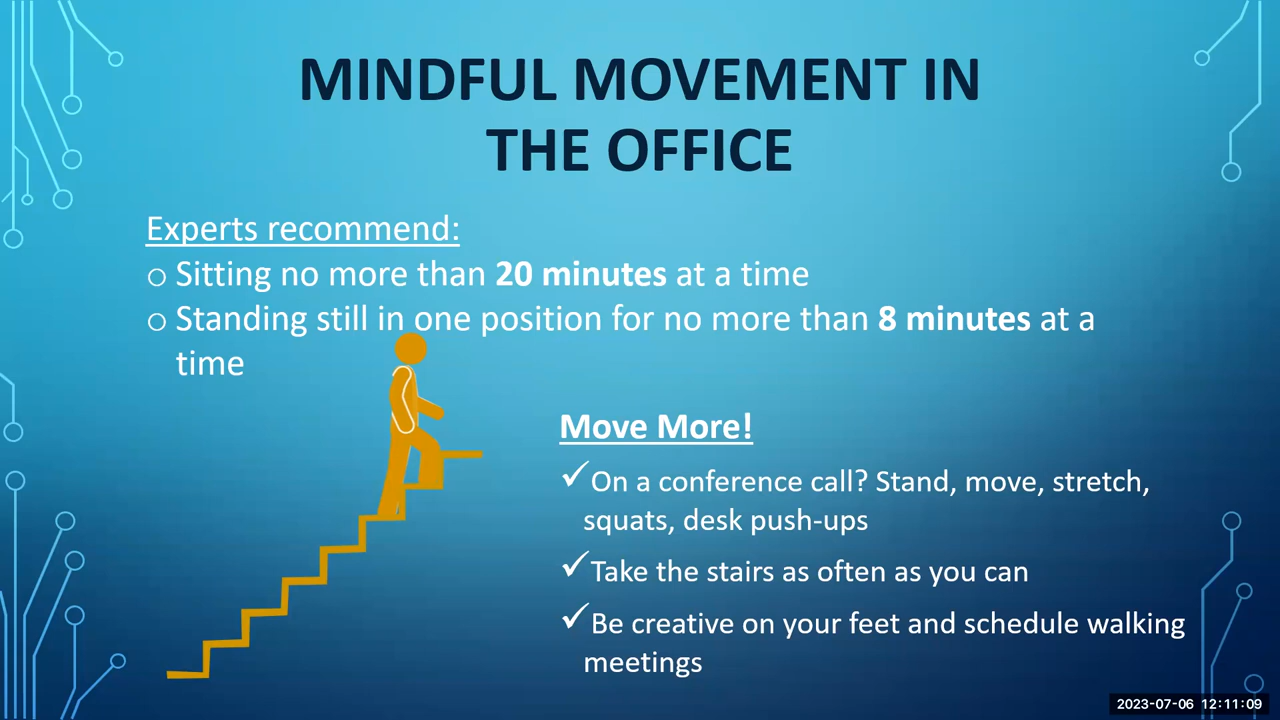 MINDFUL MOVEMENT IN
THE OFFICE
Experts recommend:
○ Sitting no more than 20 minutes at a time
○ Standing still in one position for no more than 8 minutes at a
time
Move More!
✓On a conference call? Stand, move, stretch,
squats, desk push-ups
✓Take the stairs as often as you can
✓Be creative on your feet and schedule walking
meetings
2023-07-06 12:11:09